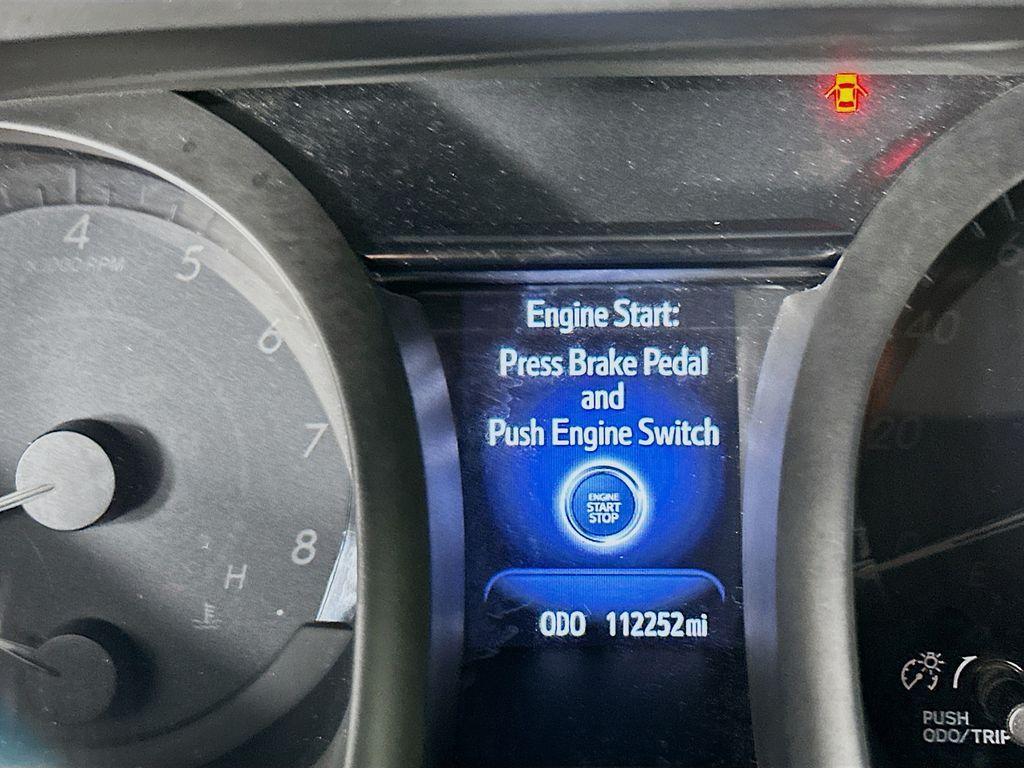 4
5
6
7
8
H
Engine Start:
Press Brake Pedal
and
Push Engine Switch
ENGINE
START
STOP
ODO 112252mi
40
20
E
PUSH
ODO/TRIP